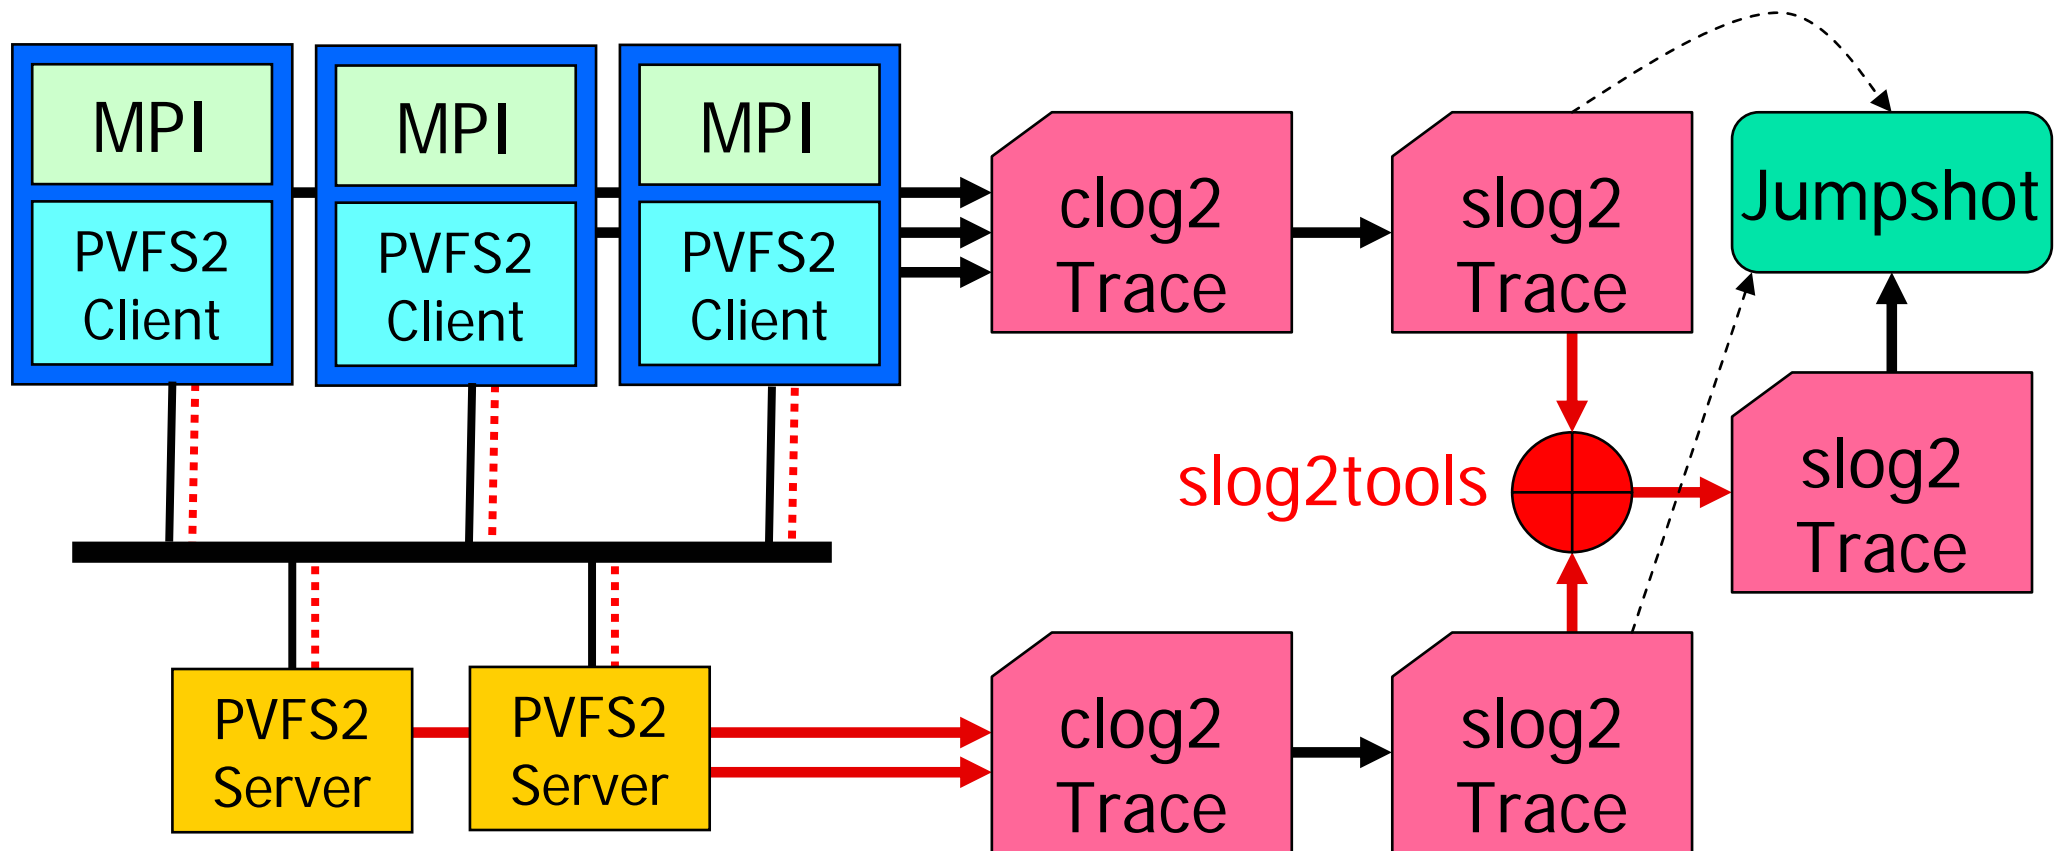 MPI
PVFS2
Client
MPI
PVFS2
Client
MPI
PVFS2
Client
clog2
Trace
slog2
Trace
Jumpshot
slog2tools
slog2
Trace
PVFS2
Server
PVFS2
Server
clog2
Trace
slog2
Trace